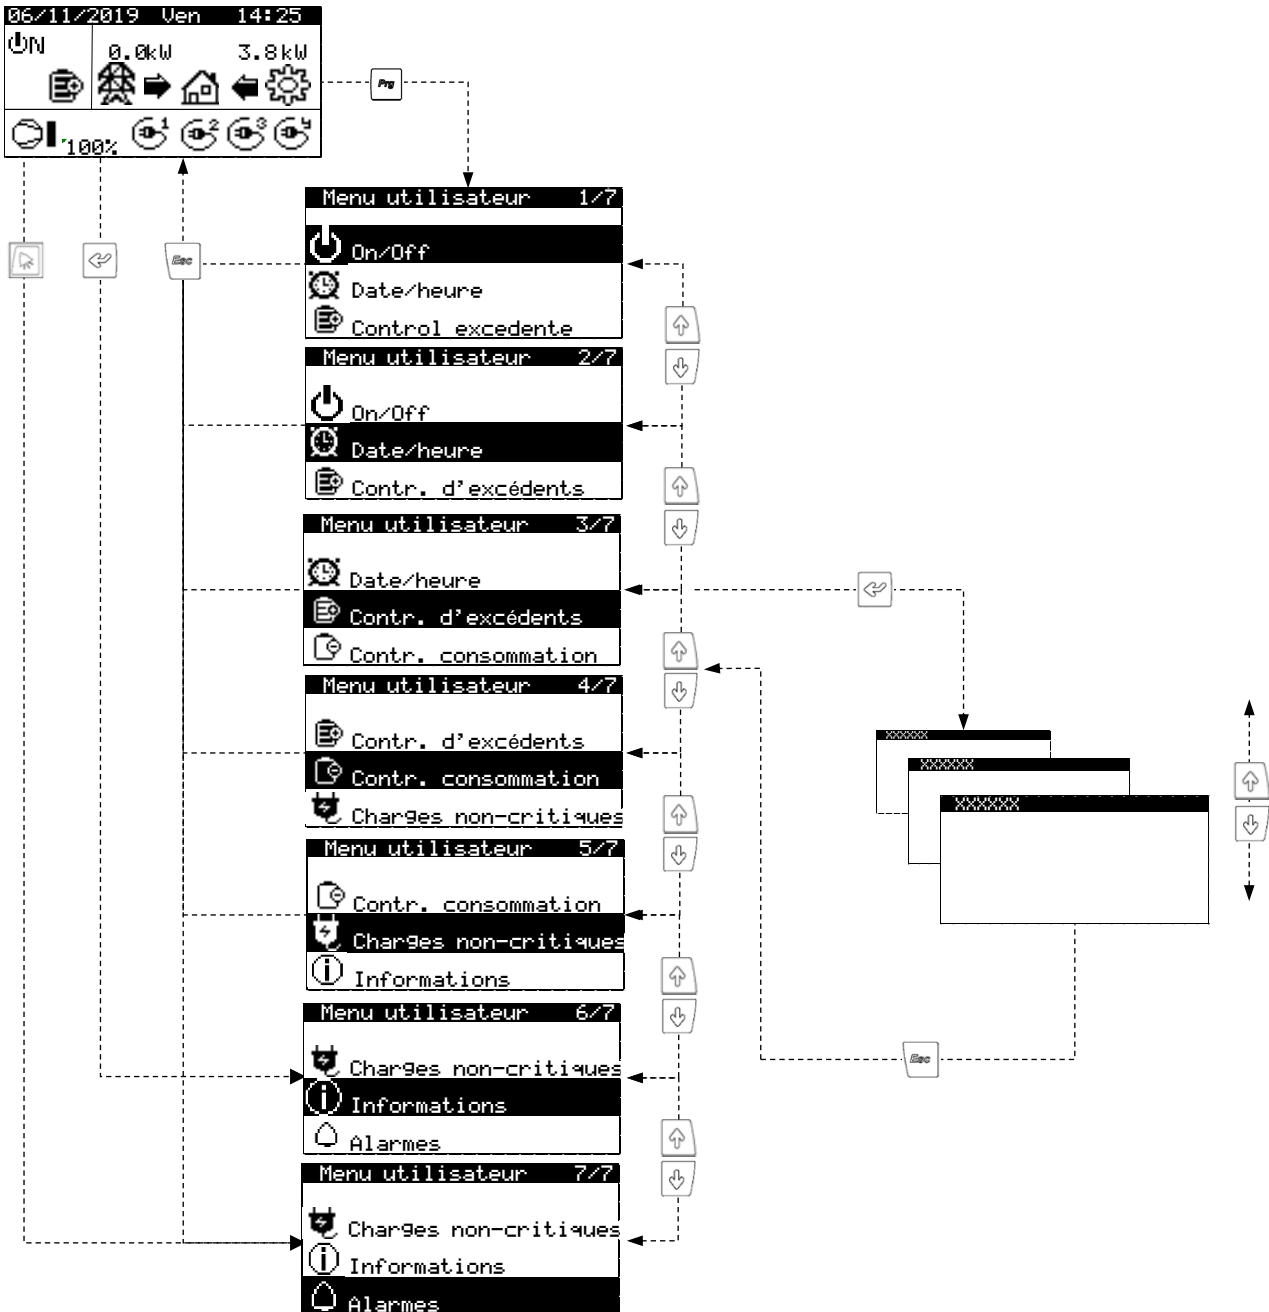 06/11/2019 Ven 14:25
ON
0.0kW 3.8kW
100% 1 2 3 4
Prg
Esc
Menu utilisateur 1/7
On/Off
Date/heure
Control excedente
Menu utilisateur 2/7
On/Off
Date/heure
Contr. d'excédents
Menu utilisateur 3/7
Date/heure
Contr. d'excédents
Contr. consommation
Menu utilisateur 4/7
Contr. d'excédents
Contr. consommation
Charges non-critiques
Menu utilisateur 5/7
Contr. consommation
Charges non-critiques
Informations
Menu utilisateur 6/7
Charges non-critiques
Informations
Alarmes
Menu utilisateur 7/7
Charges non-critiques
Informations
Alarmes
XXXXXX
XXXXXX
XXXXXX
Esc